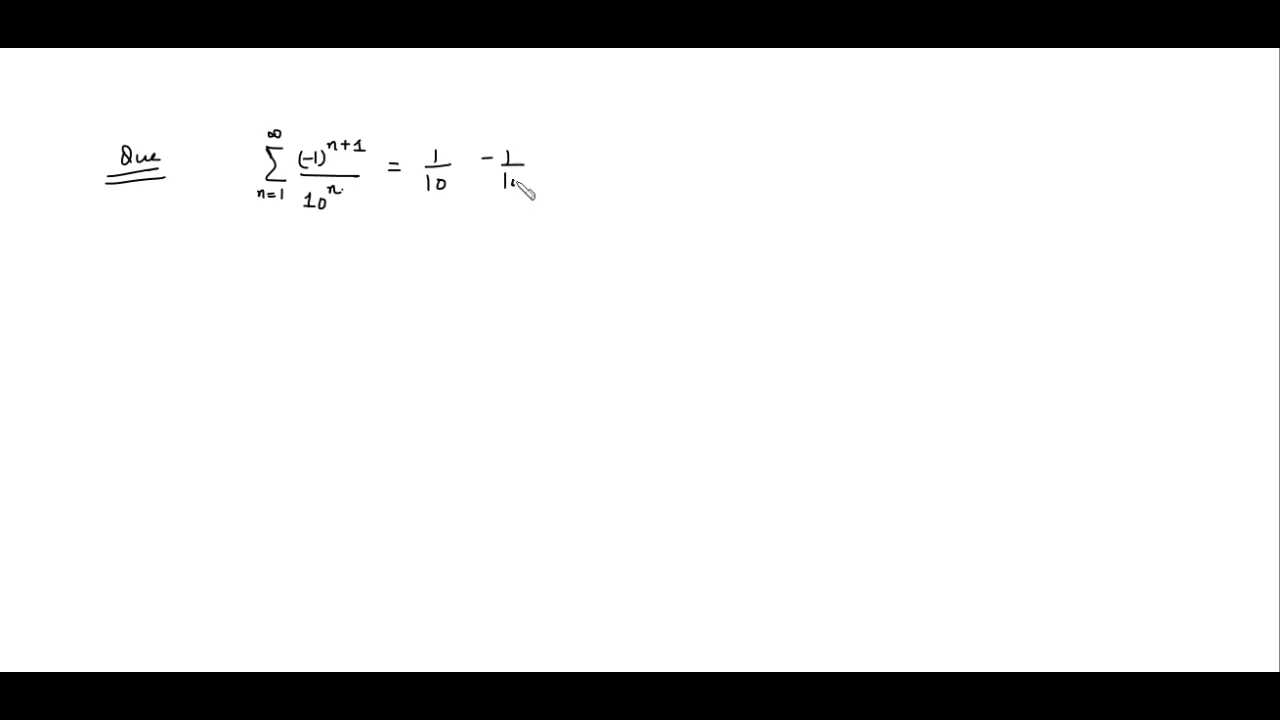 Que ∞ ∑ n=1 (-1)^{n+1} / 10^n = 1/10 - 1/1